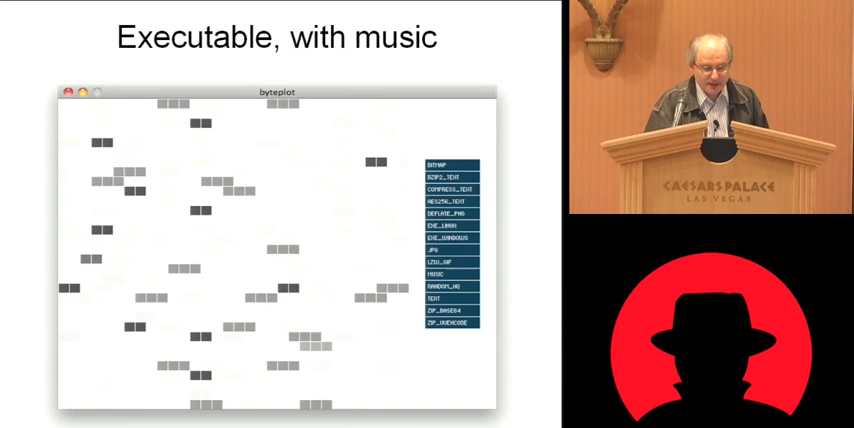 Executable, with music
byteplot
BITMAP
BZIP2_TEXT
COMPRESS_TEXT
AES256_TEXT
DEFLATE_PNG
EXE_LINUX
EXE_WINDOWS
JPG
LZW_GIF
MUSIC
RANDOM_HQ
TEXT
ZIP_BASE64
ZIP_UUENCODE
CAESARS PALACE
LAS VEGAS